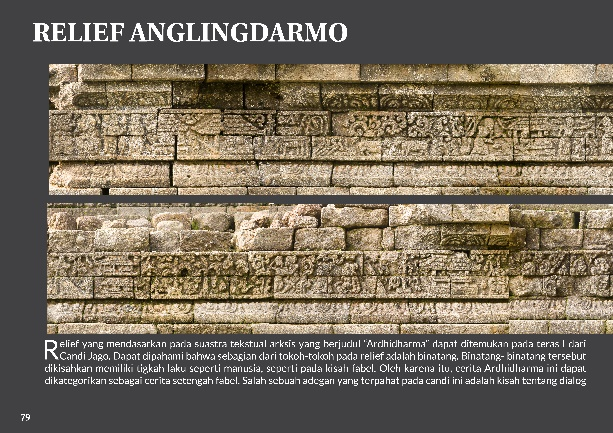 RELIEF ANGLINGDARMO
Relief yang mendasarkan pada suastra tekstual arksis yang berjudul "Ardhidharma" dapat ditemukan pada teras I dari
Candi Jago. Dapat dipahami bahwa sebagian dari tokoh-tokoh pada relief adalah binatang. Binatang- binatang tersebut
dikisahkan memiliki tigkah laku seperti manusia, seperti pada kisah fabel. Oleh karena itu, cerita Ardhidharma ini dapat
dikategorikan sebagai cerita setengah fabel. Salah sebuah adegan yang terpahat pada candi ini adalah kisah tentang dialog
79